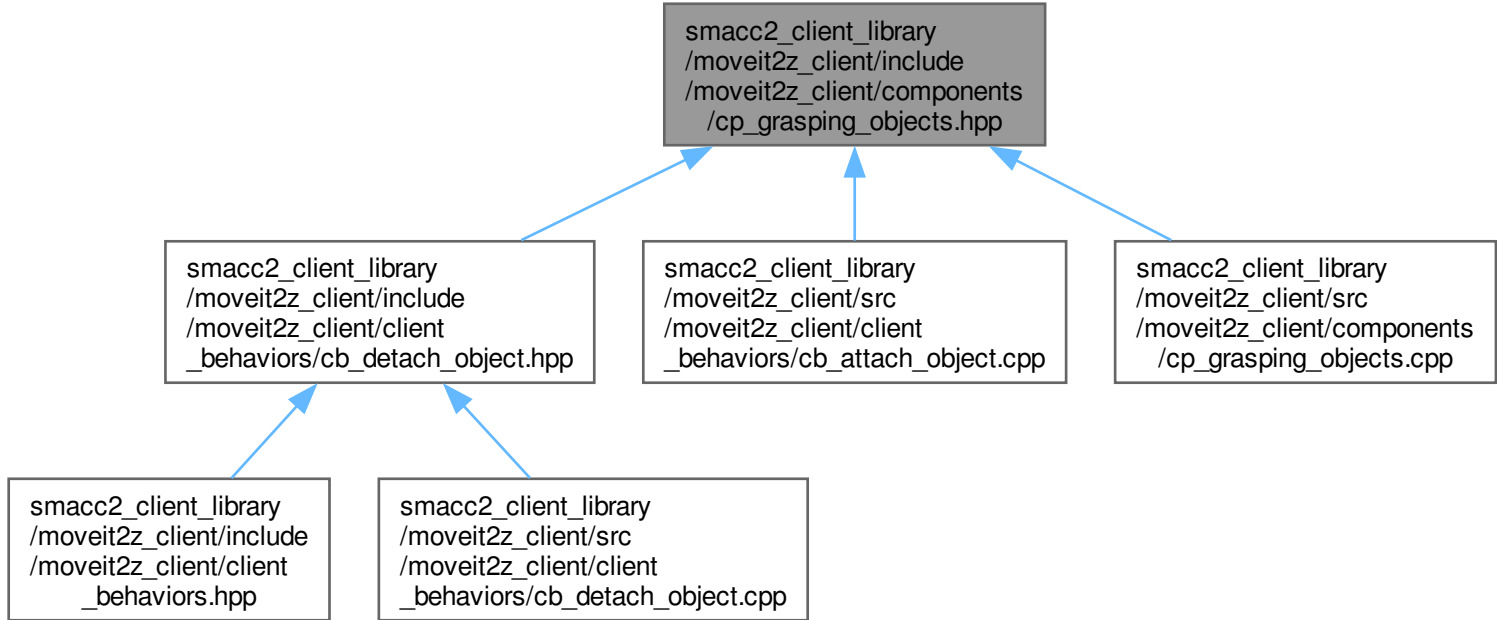 smacc2_client_library
/moveit2z_client/include
/moveit2z_client/components
/cp_grasping_objects.hpp
smacc2_client_library
/moveit2z_client/include
/moveit2z_client/client
_behaviors/cb_detach_object.hpp
smacc2_client_library
/moveit2z_client/src
/moveit2z_client/client
_behaviors/cb_attach_object.cpp
smacc2_client_library
/moveit2z_client/src
/moveit2z_client/components
/cp_grasping_objects.cpp
smacc2_client_library
/moveit2z_client/include
/moveit2z_client/client
_behaviors.hpp
smacc2_client_library
/moveit2z_client/src
/moveit2z_client/client
_behaviors/cb_detach_object.cpp